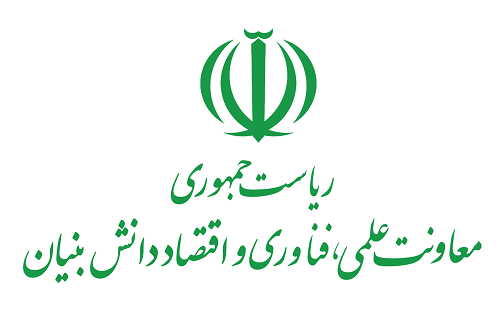 ریاست جمهوری
معاونت علمی، فناوری و اقتصاد دانش بنیان